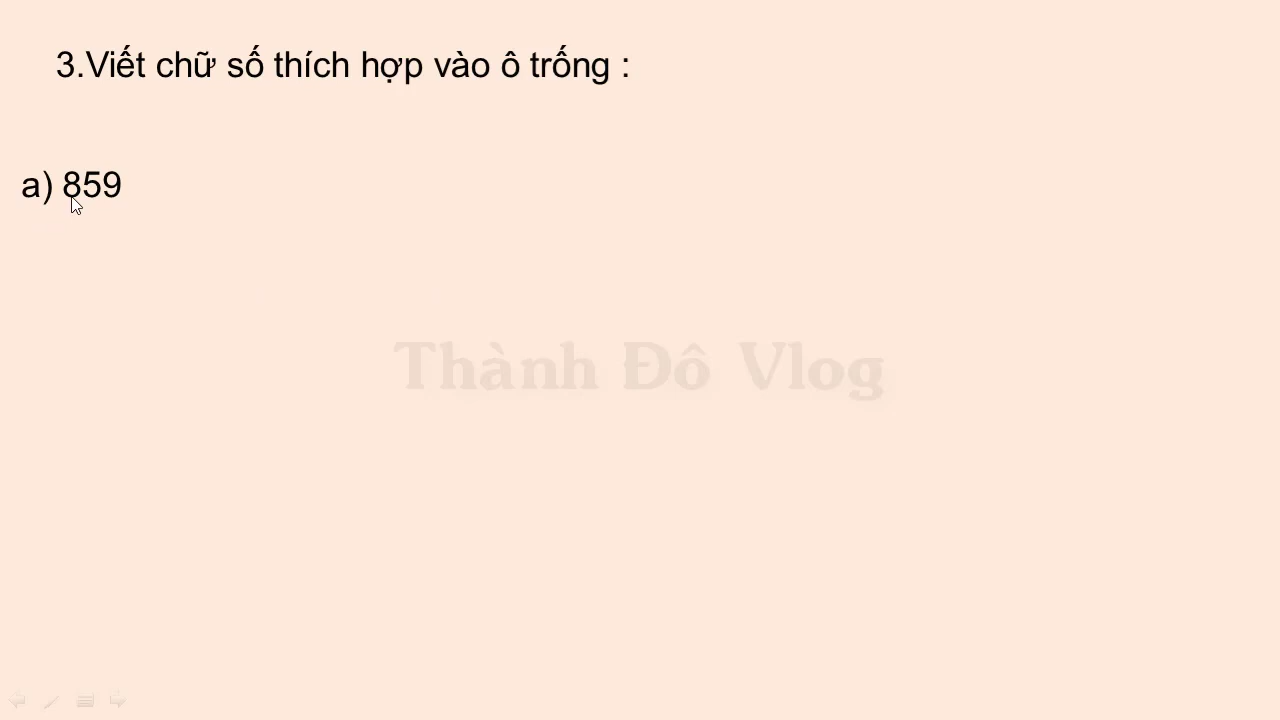 3.Viết chữ số thích hợp vào ô trống :
a) 859
Thành Đô Vlog